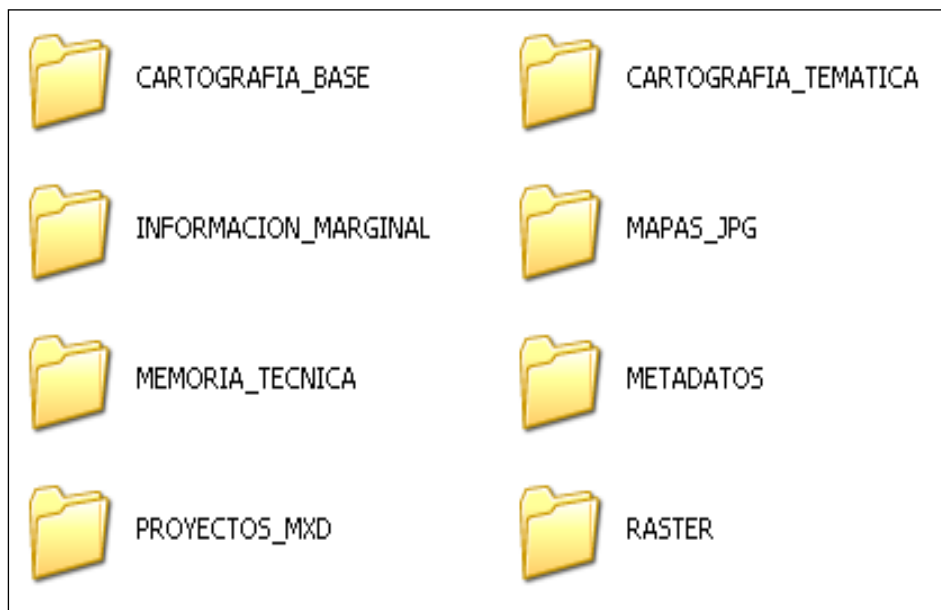 CARTOGRAFIA_BASE
CARTOGRAFIA_TEMATICA
INFORMACION_MARGINAL
MAPAS_JPG
MEMORIA_TECNICA
METADATOS
PROYECTOS_MXD
RASTER